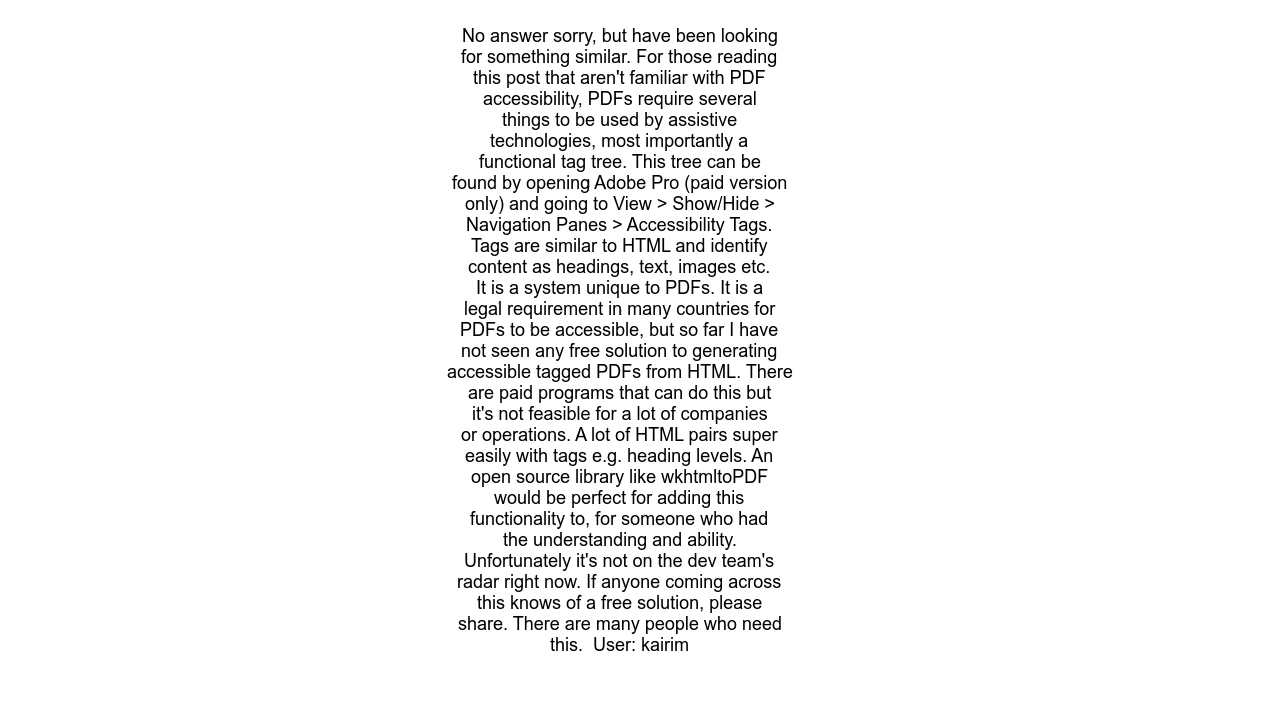 No answer sorry, but have been looking
for something similar. For those reading
this post that aren't familiar with PDF
accessibility, PDFs require several
things to be used by assistive
technologies, most importantly a
functional tag tree. This tree can be
found by opening Adobe Pro (paid version
only) and going to View > Show/Hide >
Navigation Panes > Accessibility Tags.
Tags are similar to HTML and identify
content as headings, text, images etc.
It is a system unique to PDFs. It is a
legal requirement in many countries for
PDFs to be accessible, but so far I have
not seen any free solution to generating
accessible tagged PDFs from HTML. There
are paid programs that can do this but
it's not feasible for a lot of companies
or operations. A lot of HTML pairs super
easily with tags e.g. heading levels. An
open source library like wkhtmltoPDF
would be perfect for adding this
functionality to, for someone who had
the understanding and ability.
Unfortunately it's not on the dev team's
radar right now. If anyone coming across
this knows of a free solution, please
share. There are many people who need
this.  User: kairim